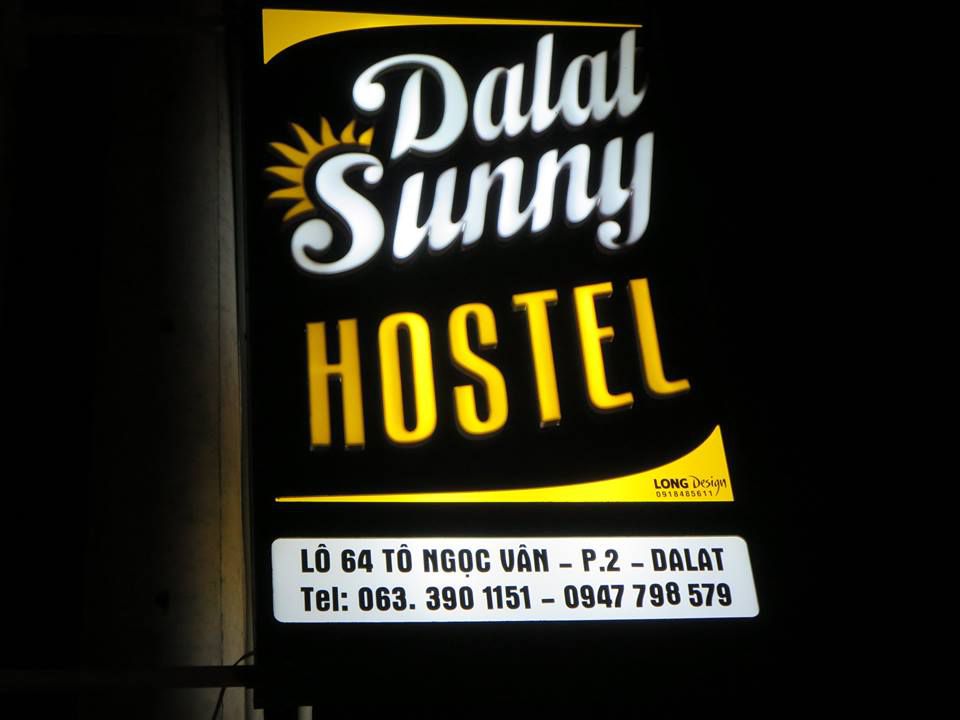 Dalat
Sunny
HOSTEL
LONG Design
0918485611
LÔ 64 TÔ NGỌC VÂN - P.2 - DALAT
Tel: 063. 390 1151 - 0947 798 579